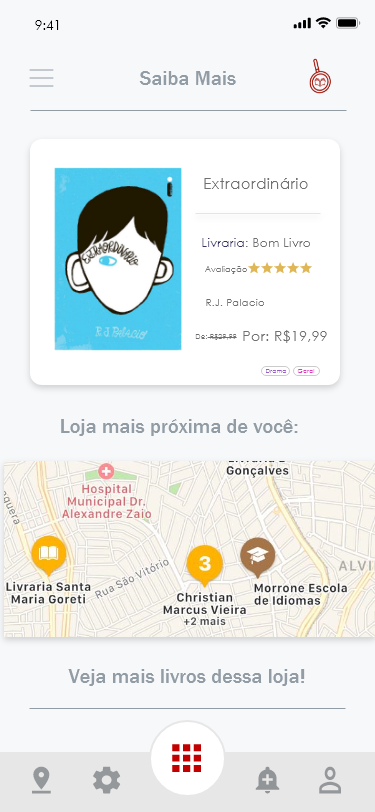 9:41
Saiba Mais
EXTRAORDINÁRIO
R.J. PALACIO
Extraordinário
Livraria: Bom Livro
Avaliação
R.J. Palacio
De: R$29,99 Por: R$19,99
Drama Geral
Loja mais próxima de você:
Gonçalves
Hospital
Municipal Dr.
Alexandre Zaio
Rua São Vitório
ALVI
3
Livraria Santa
Maria Goreti
Christian
Marcus Vieira
+2 mais
Morrone Escola
de Idiomas
Veja mais livros dessa loja!